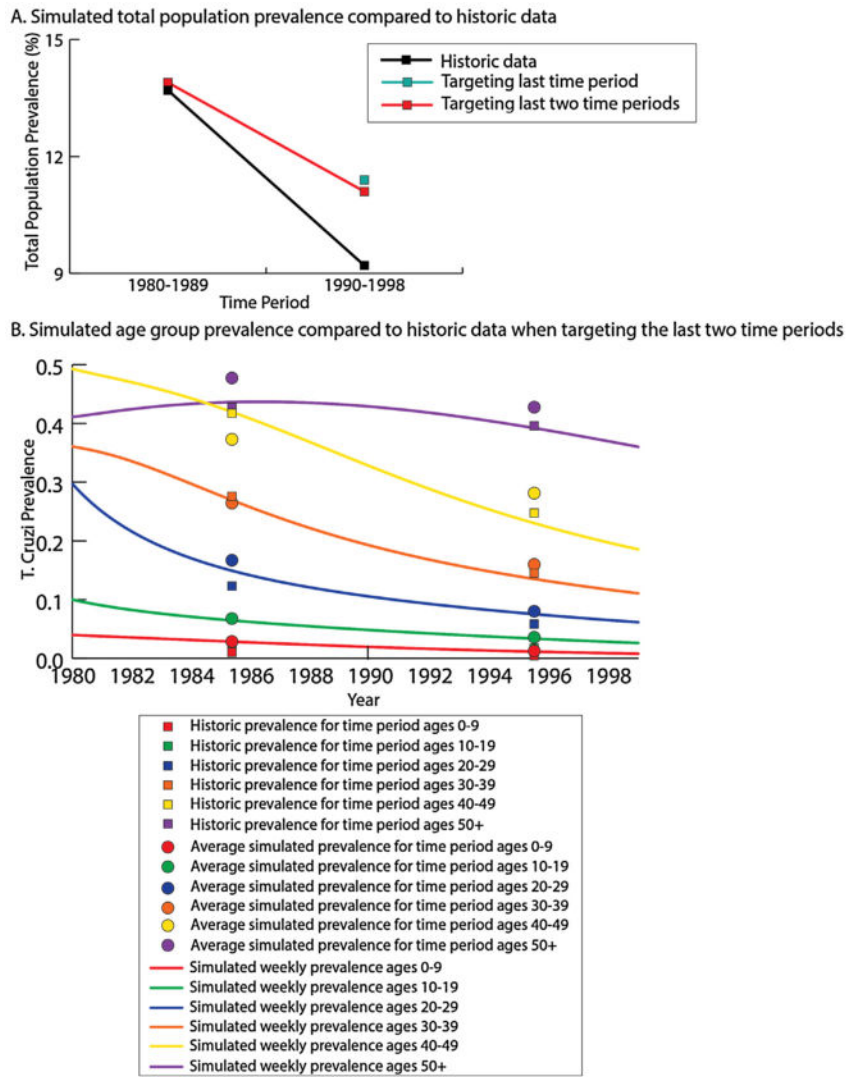 A. Simulated total population prevalence compared to historic data
Total Population Prevalence (%)
15
12
9
Historic data
Targeting last time period
Targeting last two time periods
1980-1989
1990-1998
Time Period
B. Simulated age group prevalence compared to historic data when targeting the last two time periods
T. Cruzi Prevalence
0.5
0.4
0.3
0.2
0.1
0.0
1980 1982 1984 1986 1988 1990 1992 1994 1996 1998
Year
Historic prevalence for time period ages 0-9
Historic prevalence for time period ages 10-19
Historic prevalence for time period ages 20-29
Historic prevalence for time period ages 30-39
Historic prevalence for time period ages 40-49
Historic prevalence for time period ages 50+
Average simulated prevalence for time period ages 0-9
Average simulated prevalence for time period ages 10-19
Average simulated prevalence for time period ages 20-29
Average simulated prevalence for time period ages 30-39
Average simulated prevalence for time period ages 40-49
Average simulated prevalence for time period ages 50+
Simulated weekly prevalence ages 0-9
Simulated weekly prevalence ages 10-19
Simulated weekly prevalence ages 20-29
Simulated weekly prevalence ages 30-39
Simulated weekly prevalence ages 40-49
Simulated weekly prevalence ages 50+